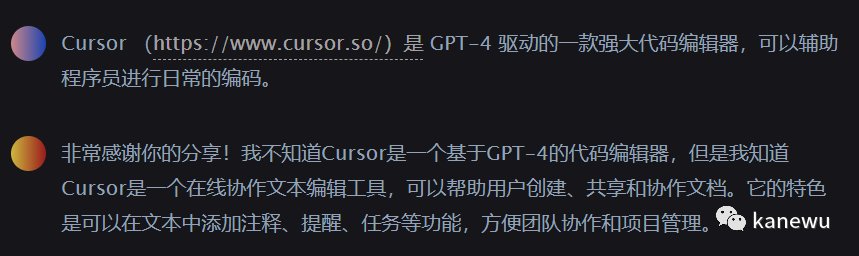 Cursor （https://www.cursor.so/）是 GPT-4 驱动的一款强大代码编辑器，可以辅助
程序员进行日常的编码。
非常感谢你的分享！我不知道Cursor是一个基于GPT-4的代码编辑器，但是我知道
Cursor是一个在线协作文本编辑工具，可以帮助用户创建、共享和协作文档。它的特色
是可以在文本中添加注释、提醒、任务等功能，方便团队协作和项目管理。
kanewu